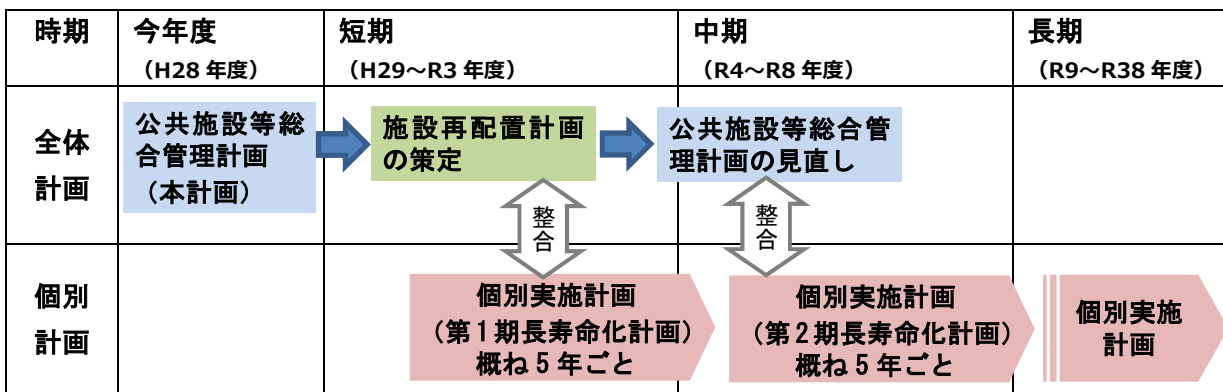 時期
今年度
(H28 年度)
短期
(H29～R3 年度)
中期
(R4～R8 年度)
長期
(R9～R38 年度)
全体
計画
公共施設等総
合管理計画
(本計画)
施設再配置計画
の策定
公共施設等総合管
理計画の見直し
整
合
整
合
個別
計画
個別実施計画
(第1期長寿命化計画)
概ね5年ごと
個別実施計画
(第2期長寿命化計画)
概ね5年ごと
個別実施
計画